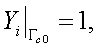 Y_i|_{Γ_{c0}} = 1,